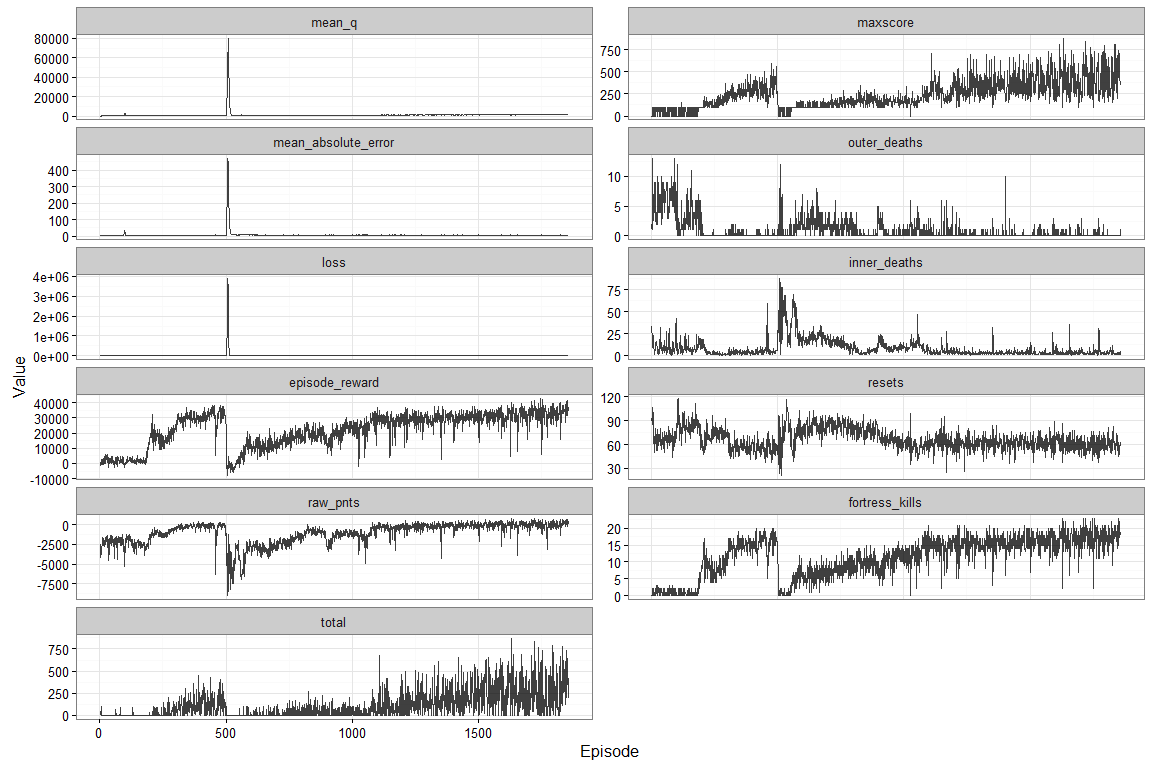 mean_q
80000
60000
40000
20000
0
maxscore
750
500
250
0
mean_absolute_error
400
300
200
100
0
outer_deaths
10
5
0
loss
4e+06
3e+06
2e+06
1e+06
0e+00
inner_deaths
75
50
25
0
episode_reward
40000
30000
20000
10000
0
-10000
resets
120
90
60
30
raw_pnts
0
-2500
-5000
-7500
fortress_kills
20
15
10
5
0
total
750
500
250
0
0
500
1000
1500
Value
Episode